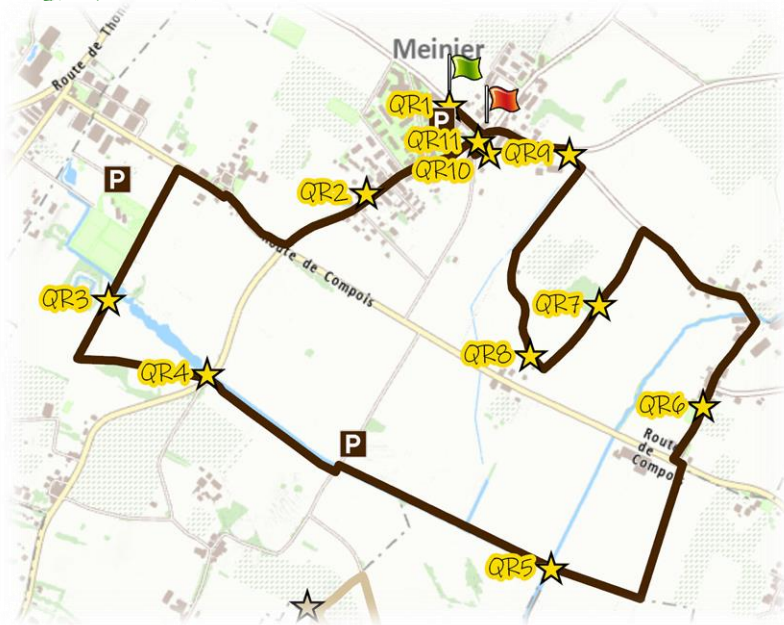 Route de Thon
Meinier
QR1
P
QR11
QR9
QR10
P
QR2
Route de Compois
QR3
QR7
QR8
QR4
QR6
P
Route
de
Compois
QR5